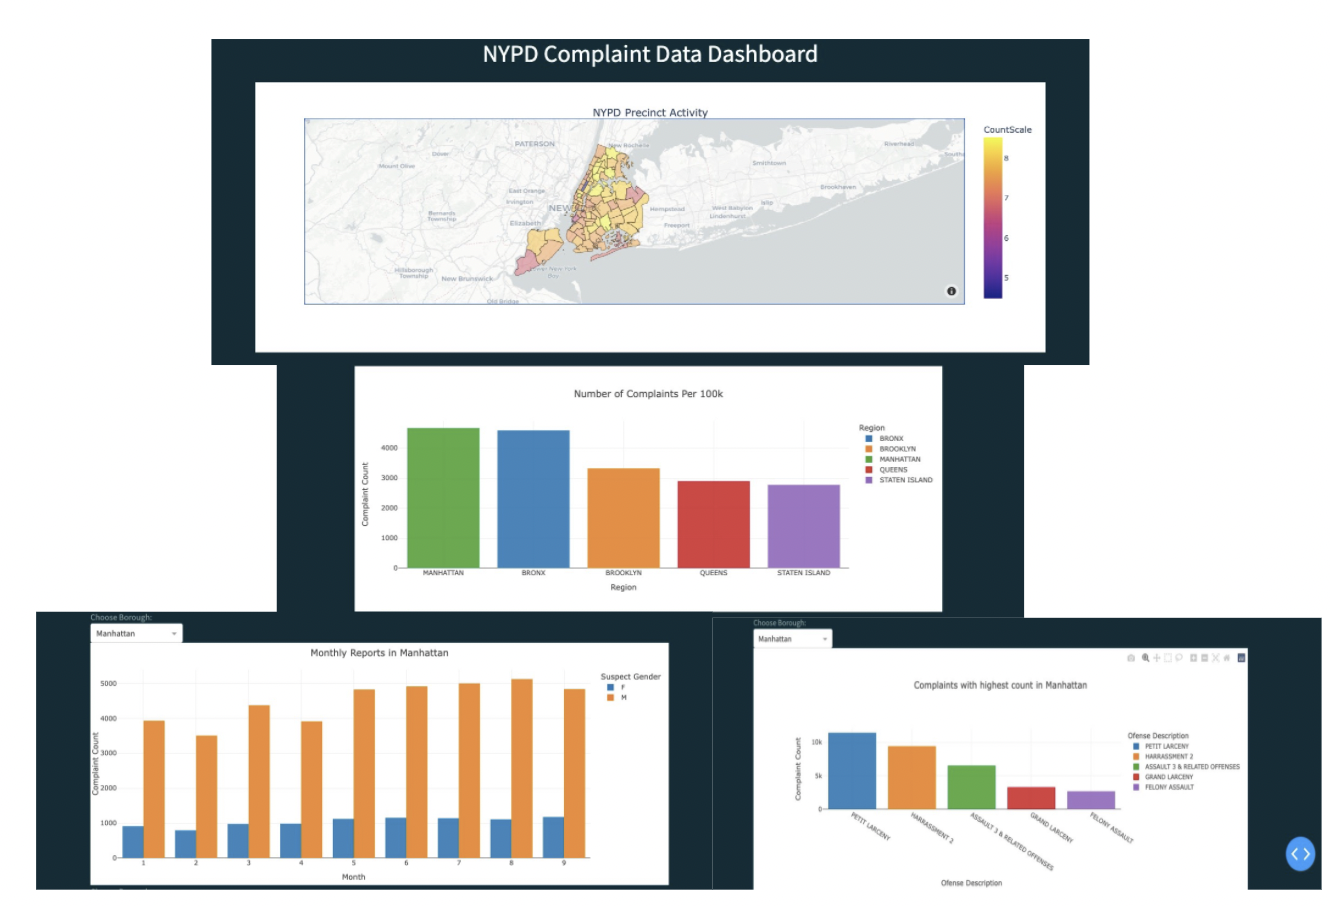 NYPD Complaint Data Dashboard
NYPD Precinct Activity
CountScale
8
7
6
5
PATERSON
New Rochelle
Dover
Mount Olive
East Orange
Irvington
NEW
Elizabeth
Bernards
Township
Hillsborough
Township
New Brunswick
Lower New York
Bay
Old Bridge
Hempstead
Freeport
West Babylon
Lindenhurst
Islip
Smithtown
Brookhaven
Riverhead
Number of Complaints Per 100k
Complaint Count
4000
3000
2000
1000
0
MANHATTAN
BRONX
BROOKLYN
QUEENS
STATEN ISLAND
Region
Region
BRONX
BROOKLYN
MANHATTAN
QUEENS
STATEN ISLAND
Choose Borough:
Manhattan
Monthly Reports in Manhattan
Complaint Count
5000
4000
3000
2000
1000
0
1 2 3 4 5 6 7 8 9
Month
Suspect Gender
F
M
Choose Borough:
Manhattan
Complaints with highest count in Manhattan
Complaint Count
10k
5k
0
PETIT LARCENY
HARRASSMENT 2
ASSAULT 3 & RELATED OFFENSES
GRAND LARCENY
FELONY ASSAULT
Ofense Description
Ofense Description
PETIT LARCENY
HARRASSMENT 2
ASSAULT 3 & RELATED OFFENSES
GRAND LARCENY
FELONY ASSAULT